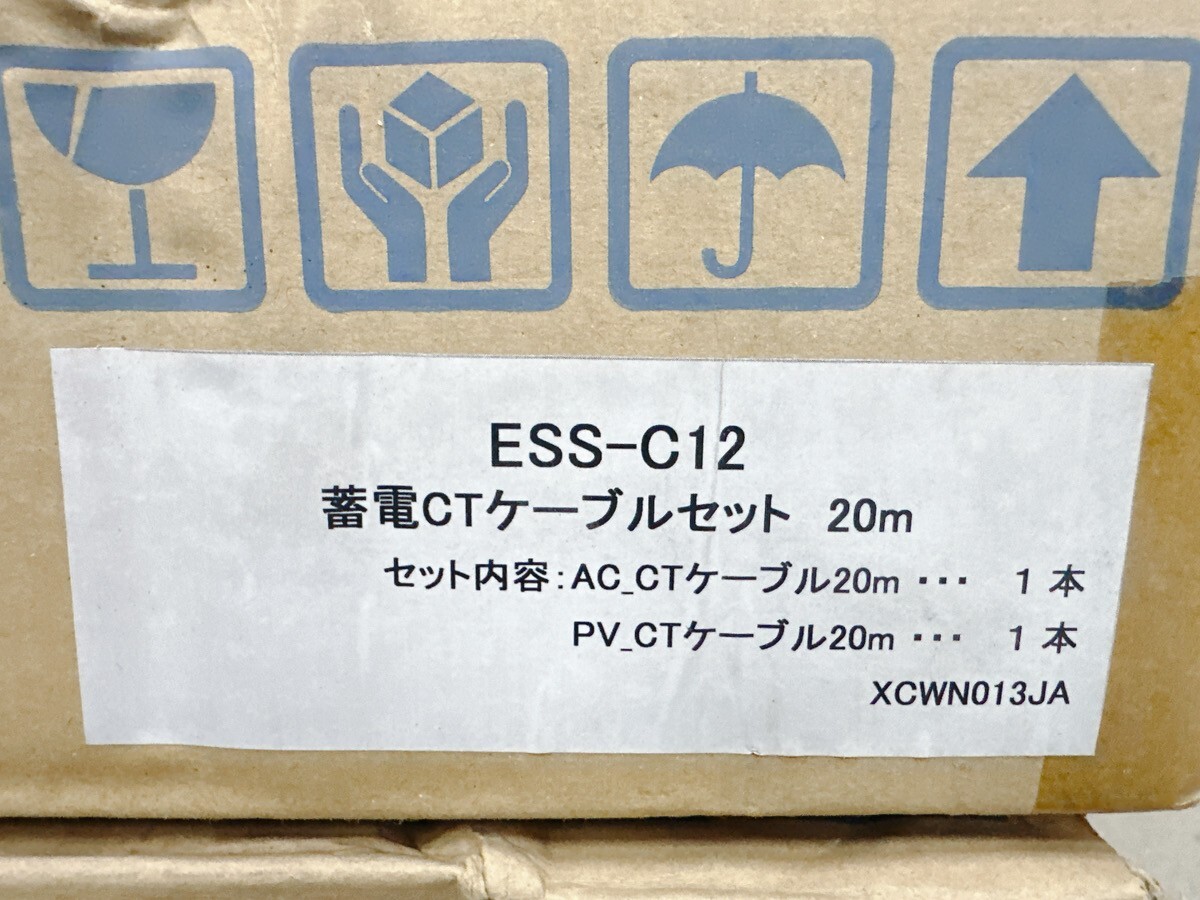 ESS-C12
蓄電CTケーブルセット 20m
セット内容:AC_CTケーブル20m ・・・ 1 本
PV_CTケーブル20m ・・・ 1 本
XCWN013JA